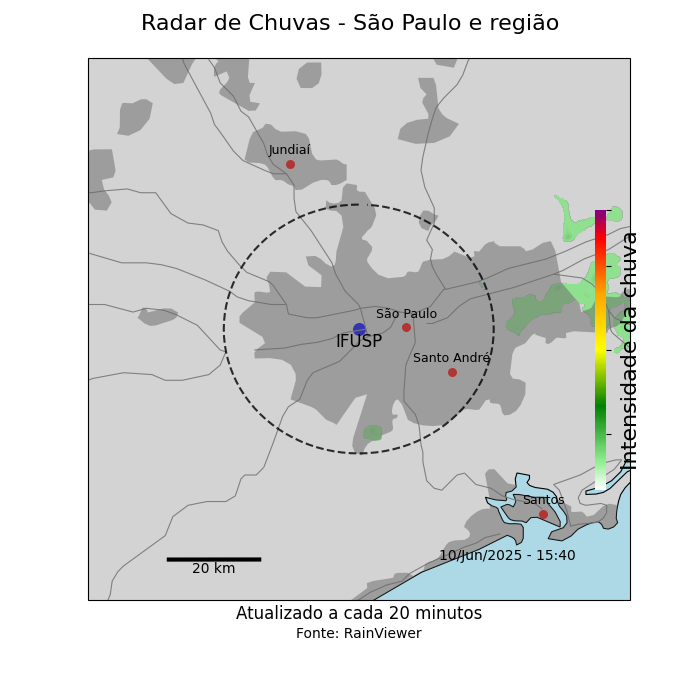 Radar de Chuvas - São Paulo e região
Jundiaí
São Paulo
IFUSP
Santo André
Intensidade da chuva
Santos
10/Jun/2025 - 15:40
20 km
Atualizado a cada 20 minutos
Fonte: RainViewer